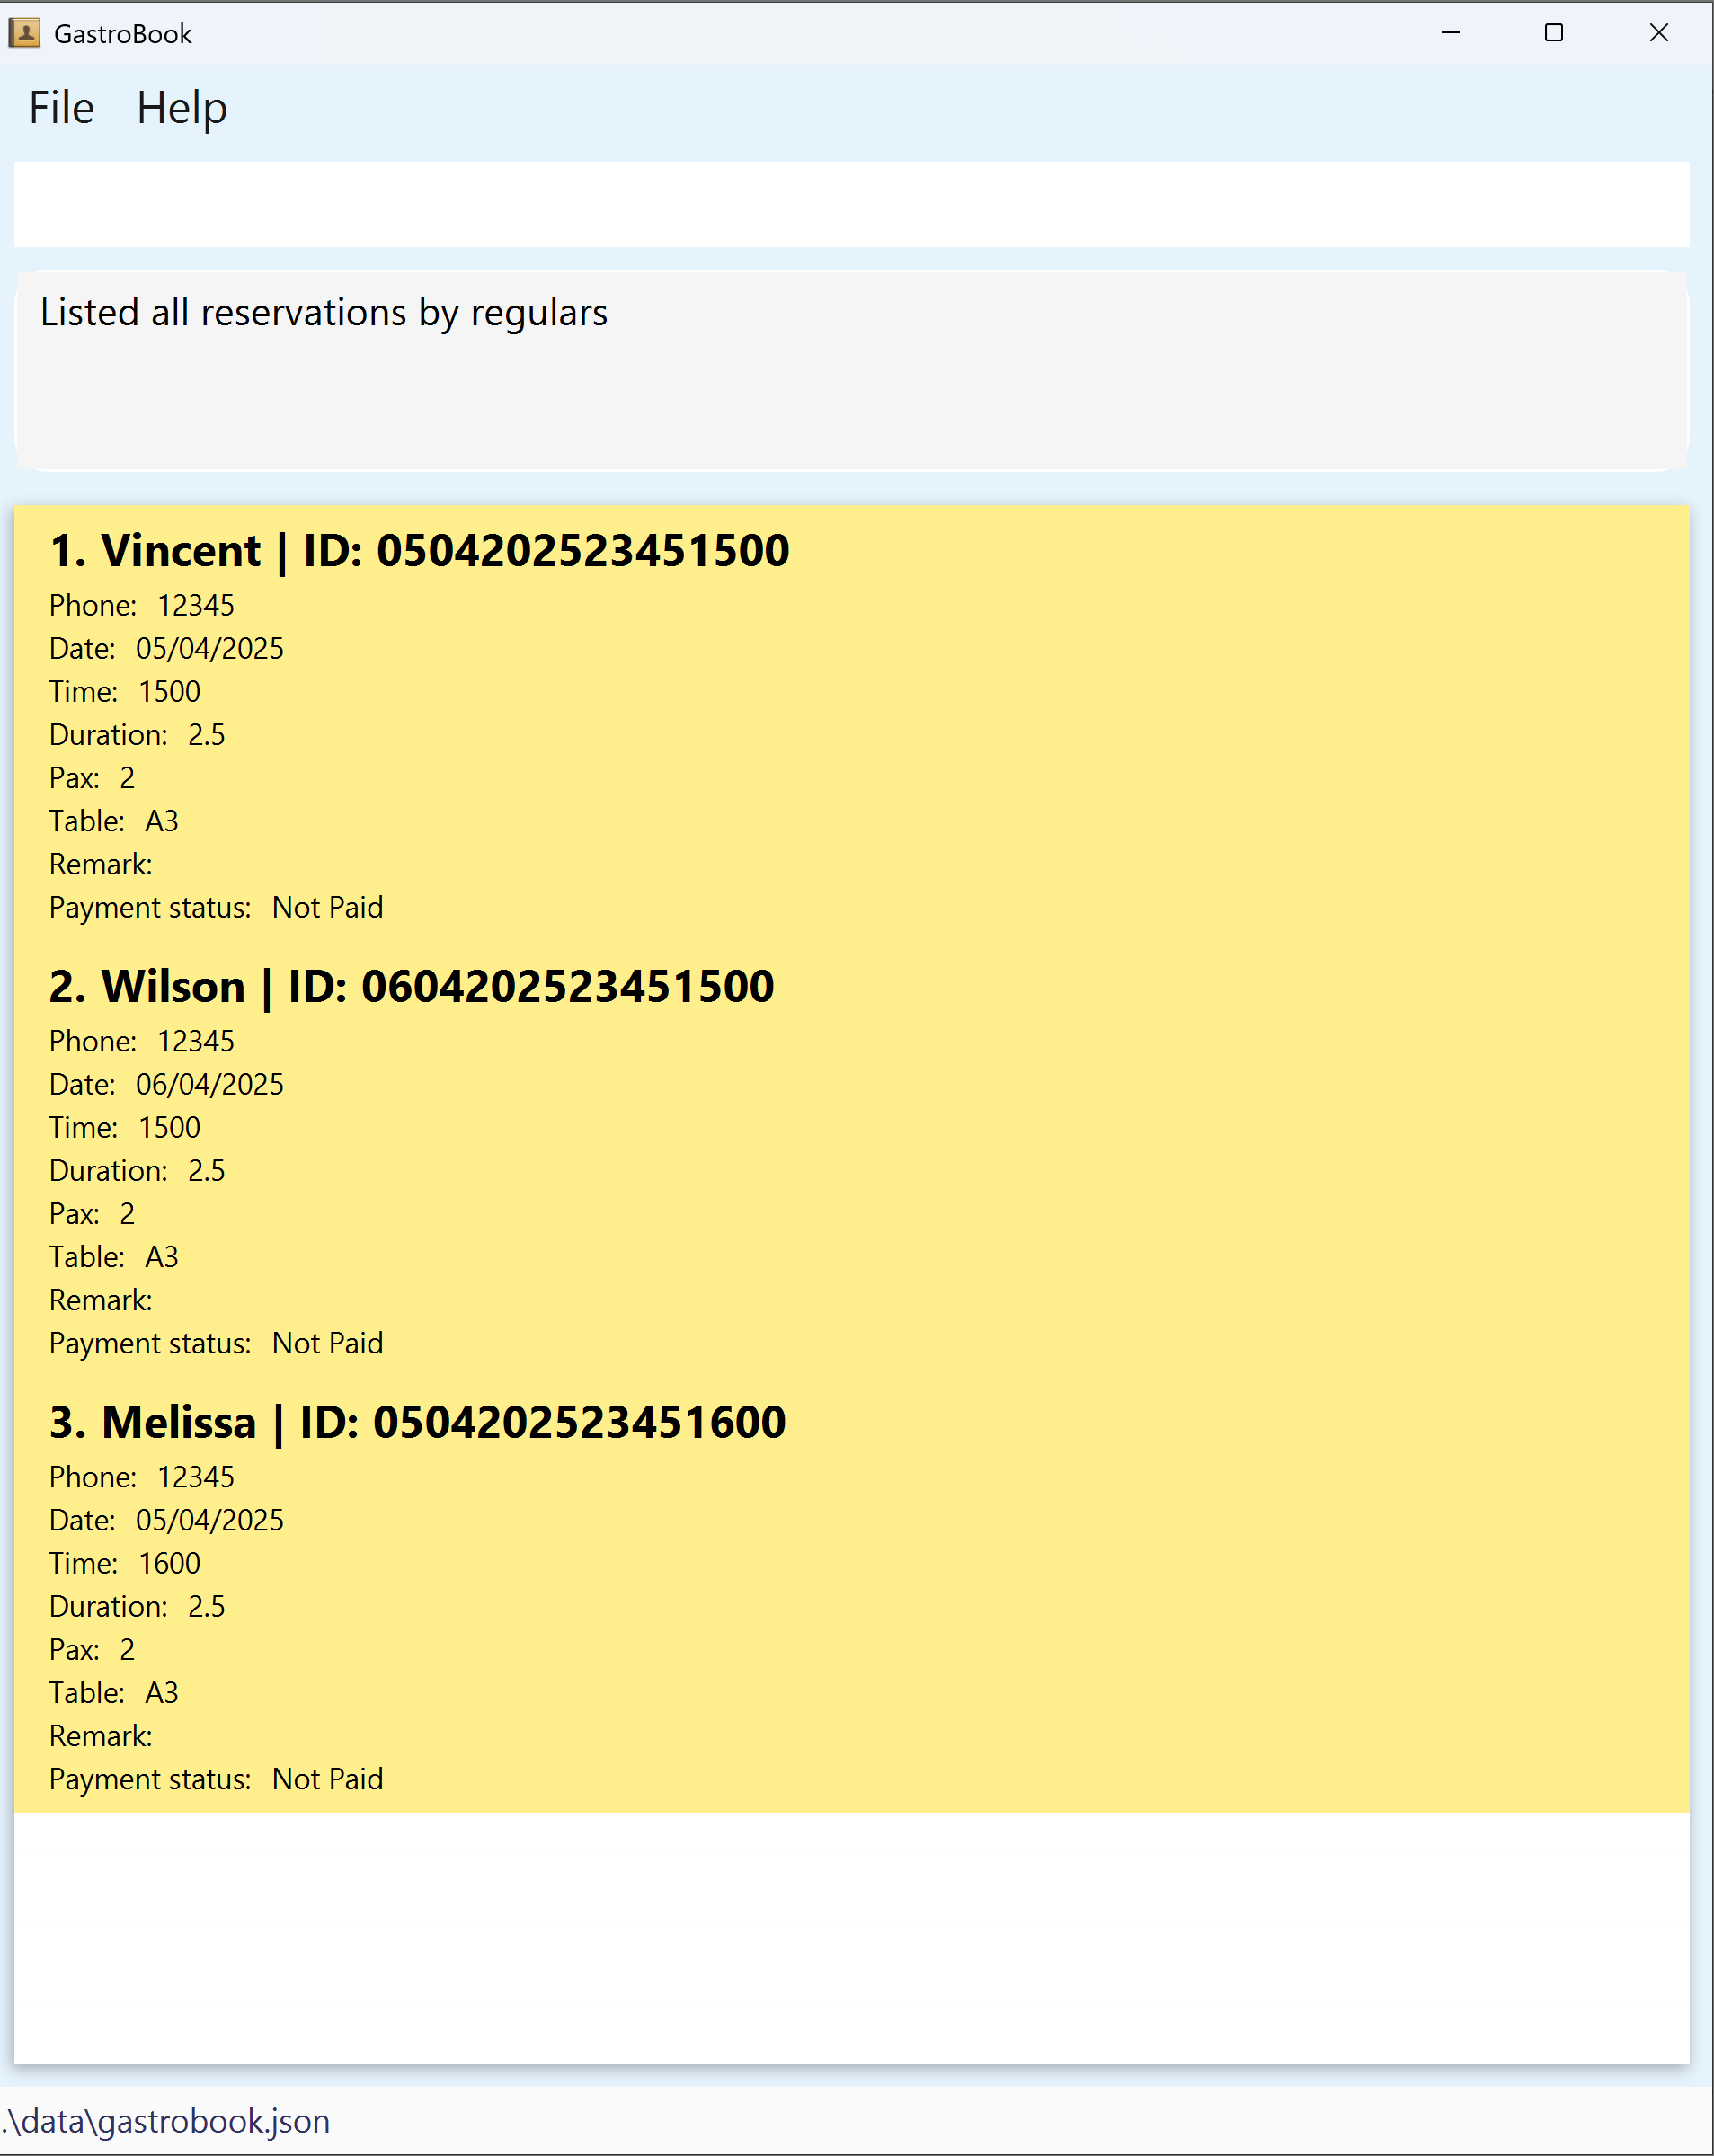 GastroBook
File Help
Listed all reservations by regulars
1. Vincent | ID: 0504202523451500
Phone: 12345
Date: 05/04/2025
Time: 1500
Duration: 2.5
Pax: 2
Table: A3
Remark:
Payment status: Not Paid
2. Wilson | ID: 0604202523451500
Phone: 12345
Date: 06/04/2025
Time: 1500
Duration: 2.5
Pax: 2
Table: A3
Remark:
Payment status: Not Paid
3. Melissa | ID: 0504202523451600
Phone: 12345
Date: 05/04/2025
Time: 1600
Duration: 2.5
Pax: 2
Table: A3
Remark:
Payment status: Not Paid
.\data\gastrobook.json